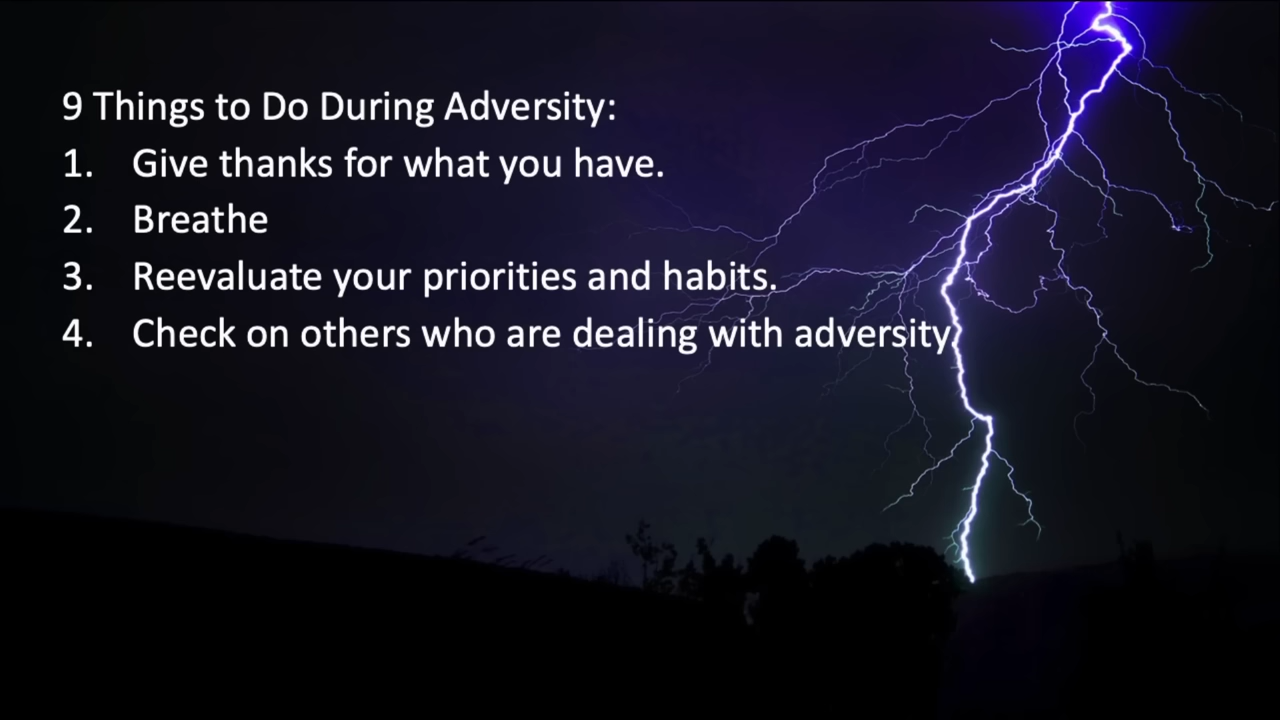 9 Things to Do During Adversity:
1. Give thanks for what you have.
2. Breathe
3. Reevaluate your priorities and habits.
4. Check on others who are dealing with adversity.